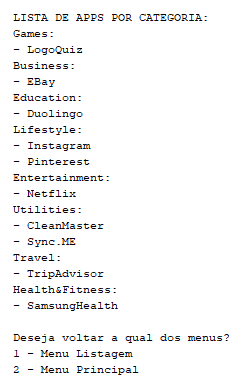 LISTA DE APPS POR CATEGORIA:
Games:
- LogoQuiz
Business:
- EBay
Education:
- Duolingo
Lifestyle:
- Instagram
- Pinterest
Entertainment:
- Netflix
Utilities:
- CleanMaster
- Sync.ME
Travel:
- TripAdvisor
Health&Fitness:
- SamsungHealth

Deseja voltar a qual dos menus?
1 - Menu Listagem
2 - Menu Principal